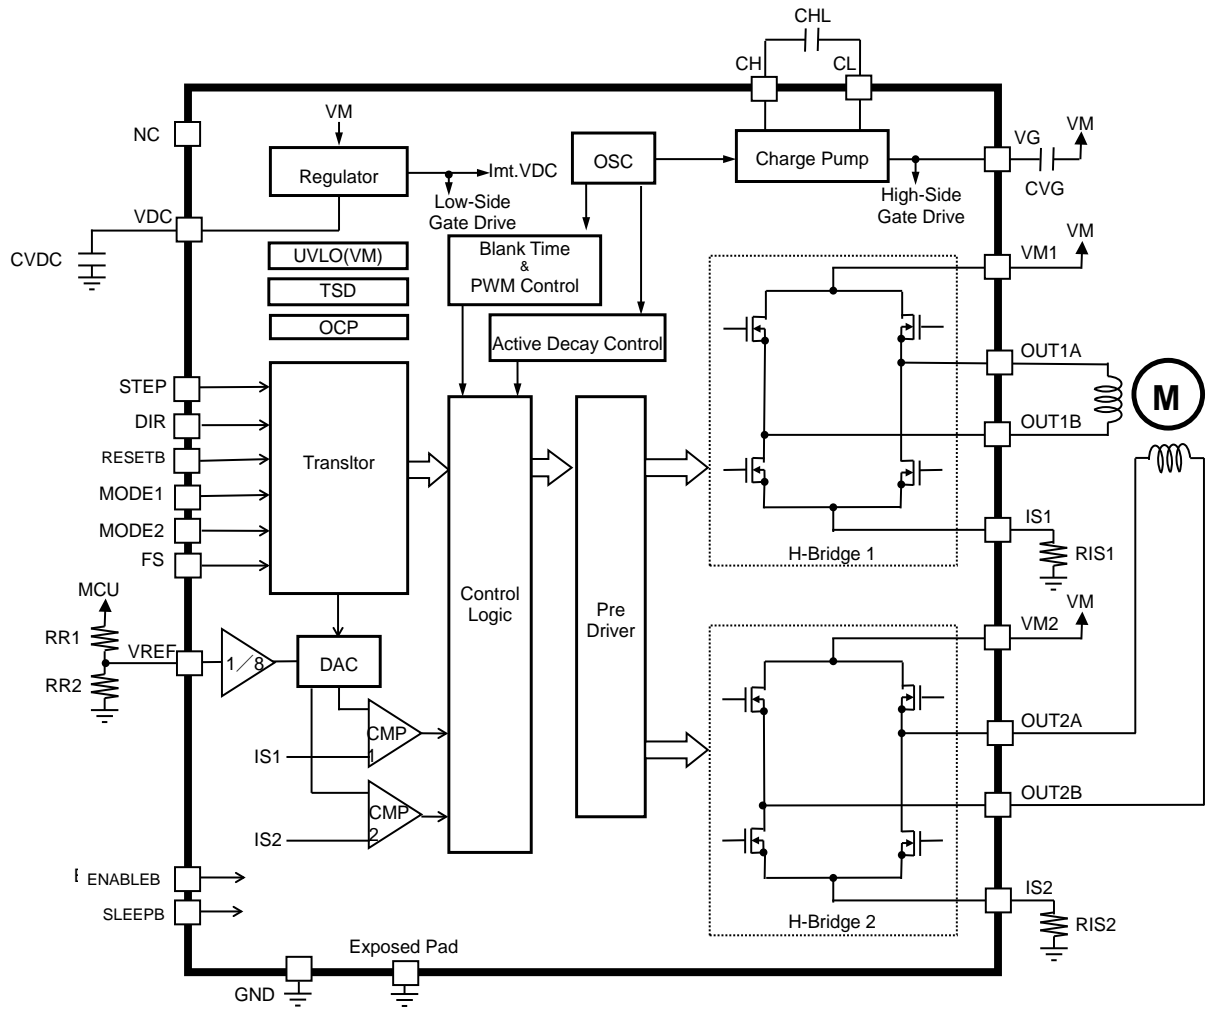 CHL
CH
CL
VM
NC
VG
VM
OSC
Charge Pump
Regulator
Imt.VDC
CVG
Low-Side
Gate Drive
High-Side
Gate Drive
VDC
VM
CVDC
UVLO(VM)
Blank Time
&
PWM Control
VM1
TSD
OCP
Active Decay Control
OUT1A
STEP
M
DIR
OUT1B
RESETB
Transltor
MODE1
MODE2
IS1
FS
H-Bridge 1
RIS1
MCU
Control
Logic
Pre
Driver
VM
RR1
VREF
VM2
1/8
DAC
RR2
OUT2A
CMP
1
IS1
OUT2B
CMP
2
IS2
ENABLEB
IS2
SLEEPB
H-Bridge 2
RIS2
Exposed Pad
GND